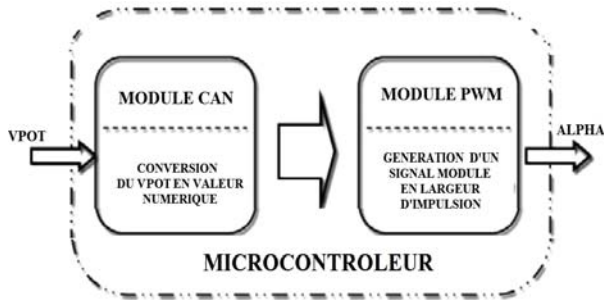 VPOT
MODULE CAN
CONVERSION
DU VPOT EN VALEUR
NUMERIQUE
MODULE PWM
GENERATION D'UN
SIGNAL MODULE
EN LARGEUR
D'IMPULSION
ALPHA
MICROCONTROLEUR